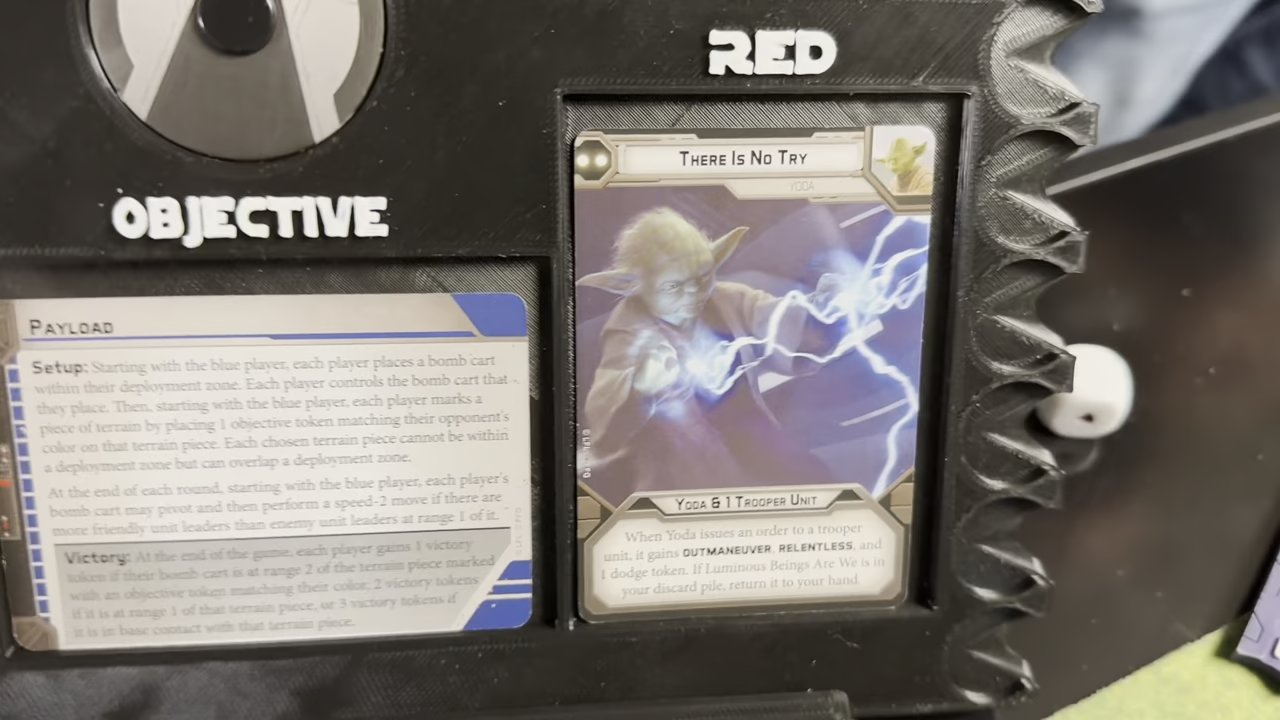 RED
THERE IS NO TRY
YODA
YODA & 1 TROOPER UNIT
When Yoda issues an order to a trooper
unit, it gains OUTMANEUVER, RELENTLESS, and
1 dodge token. If Luminous Beings Are We is in
your discard pile, return it to your hand.
OBJECTIVE
PAYLOAD
Setup: Starting with the blue player, each player places a bomb cart
within their deployment zone. Each player controls the bomb cart that
they place. Then, starting with the blue player, each player marks a
piece of terrain by placing 1 objective token matching their opponent's
color on that terrain piece. Each chosen terrain piece cannot be within
a deployment zone but can overlap a deployment zone.
At the end of each round, starting with the blue player, each player's
bomb cart may pivot and then perform a speed-2 move if there are
more friendly unit leaders than enemy unit leaders at range 1 of it.
Victory: At the end of the game, each player gains 1 victory
token if their bomb cart is at range 2 of the terrain piece marked
with an objective token matching their color, 2 victory tokens
if it is at range 1 of that terrain piece, or 3 victory tokens if
it is in base contact with that terrain piece.